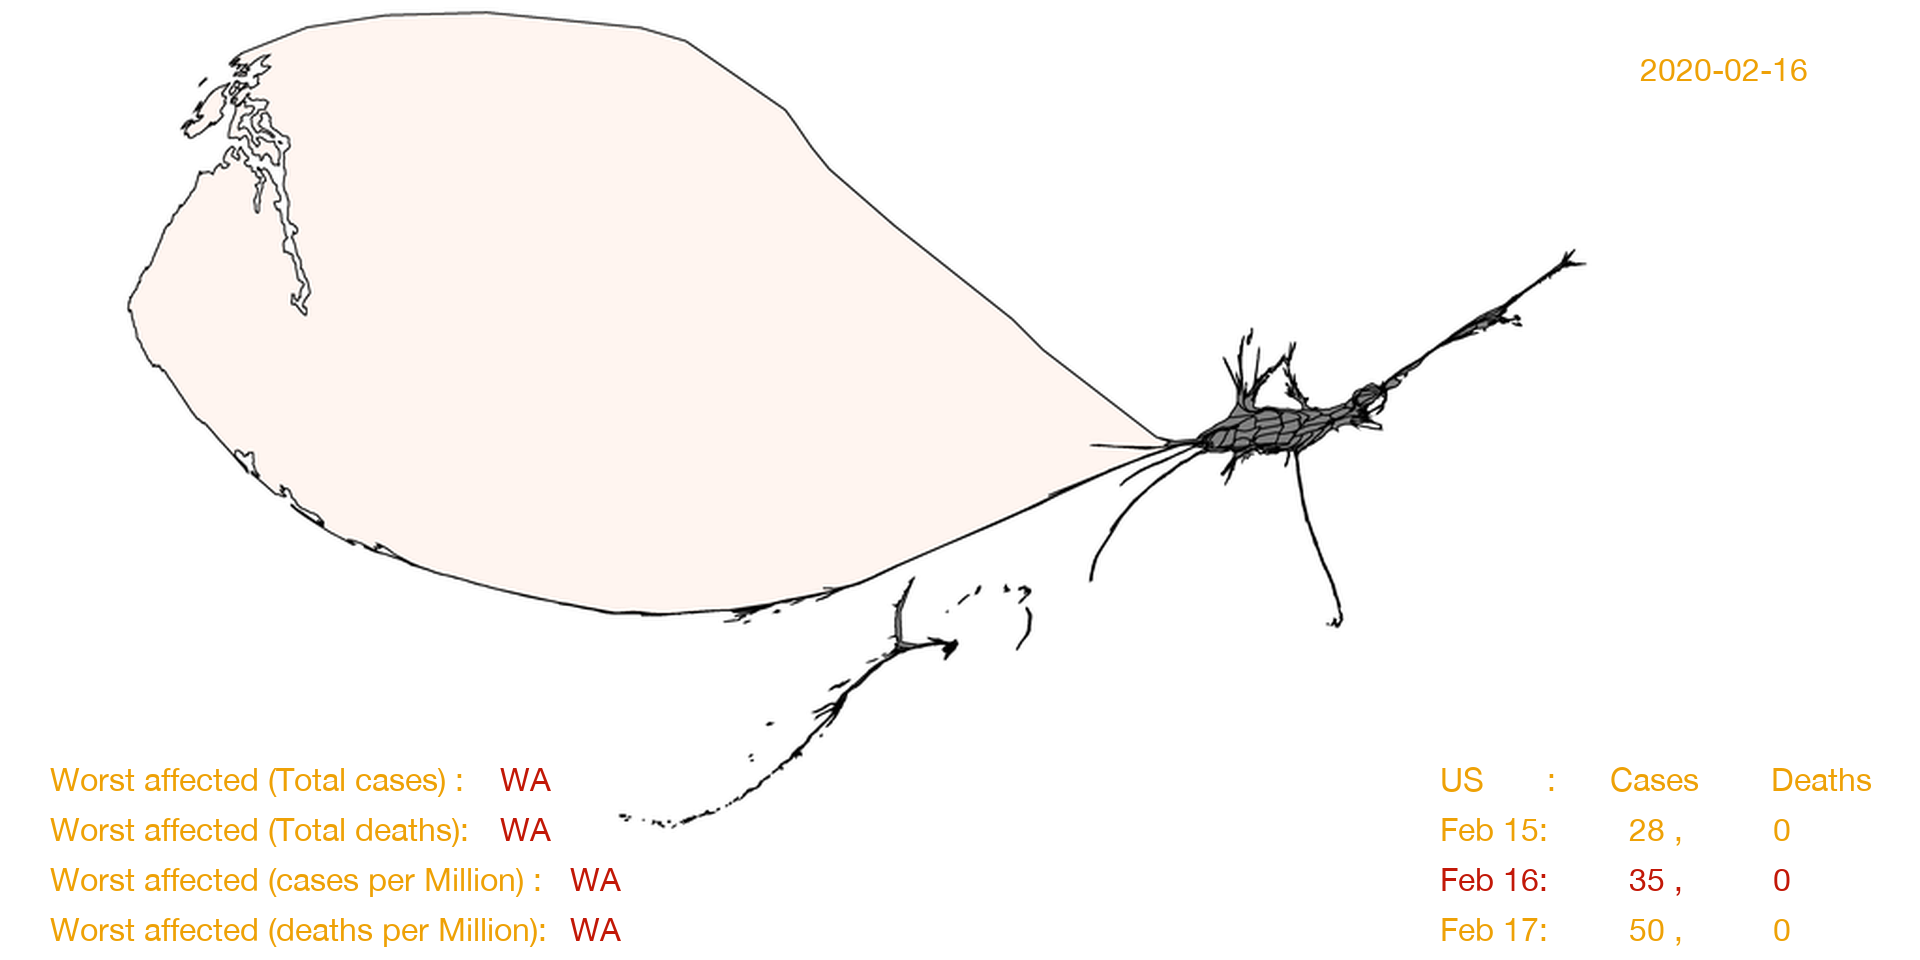 2020-02-16
Worst affected (Total cases) : WA
Worst affected (Total deaths): WA
Worst affected (cases per Million) : WA
Worst affected (deaths per Million): WA
US : Cases Deaths
Feb 15: 28 , 0
Feb 16: 35 , 0
Feb 17: 50 , 0